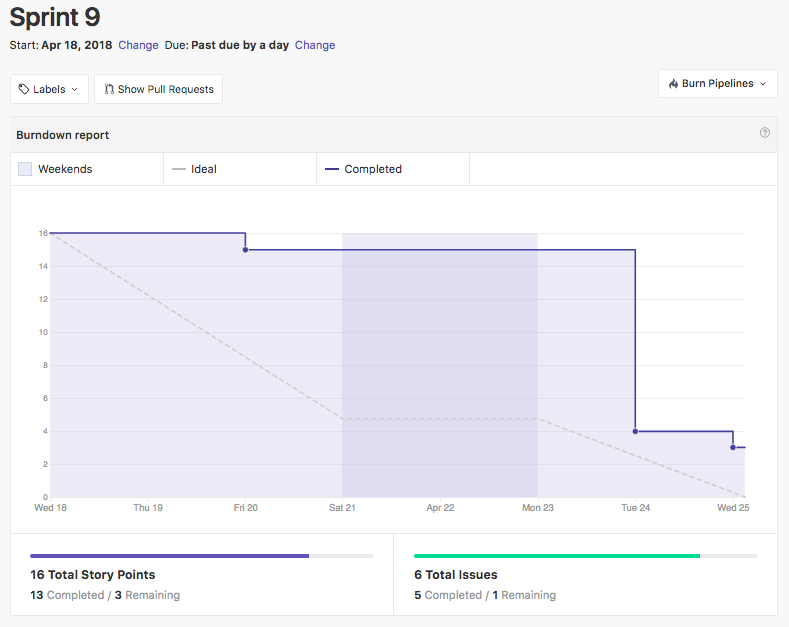 Sprint 9
Start: Apr 18, 2018 Change Due: Past due by a day Change
Labels Show Pull Requests Burn Pipelines
Burndown report
Weekends Ideal Completed
16
14
12
10
8
6
4
2
0
Wed 18 Thu 19 Fri 20 Sat 21 Apr 22 Mon 23 Tue 24 Wed 25
16 Total Story Points
13 Completed / 3 Remaining
6 Total Issues
5 Completed / 1 Remaining